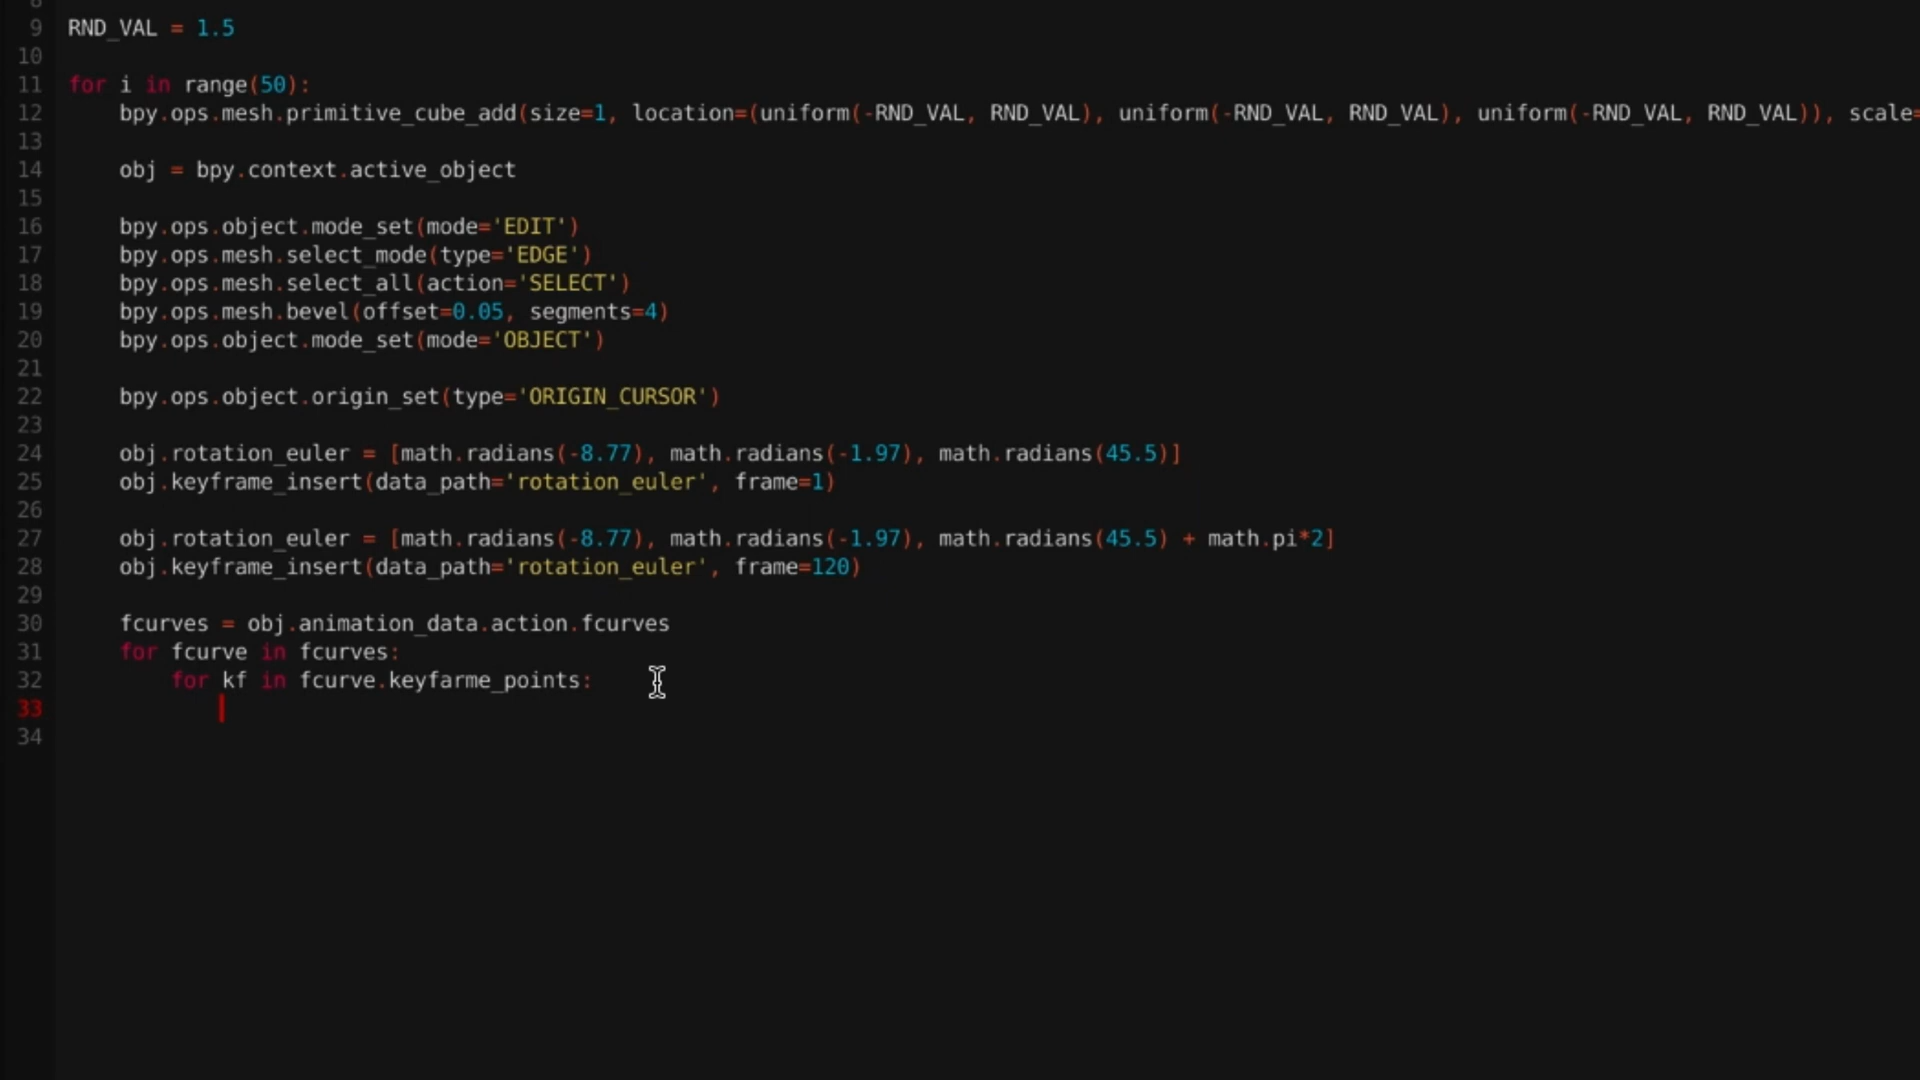 8
9 RND_VAL = 1.5
10
11 for i in range(50):
12 bpy.ops.mesh.primitive_cube_add(size=1, location=(uniform(-RND_VAL, RND_VAL), uniform(-RND_VAL, RND_VAL), uniform(-RND_VAL, RND_VAL)), scale=
13
14 obj = bpy.context.active_object
15
16 bpy.ops.object.mode_set(mode='EDIT')
17 bpy.ops.mesh.select_mode(type='EDGE')
18 bpy.ops.mesh.select_all(action='SELECT')
19 bpy.ops.mesh.bevel(offset=0.05, segments=4)
20 bpy.ops.object.mode_set(mode='OBJECT')
21
22 bpy.ops.object.origin_set(type='ORIGIN_CURSOR')
23
24 obj.rotation_euler = [math.radians(-8.77), math.radians(-1.97), math.radians(45.5)]
25 obj.keyframe_insert(data_path='rotation_euler', frame=1)
26
27 obj.rotation_euler = [math.radians(-8.77), math.radians(-1.97), math.radians(45.5) + math.pi*2]
28 obj.keyframe_insert(data_path='rotation_euler', frame=120)
29
30 fcurves = obj.animation_data.action.fcurves
31 for fcurve in fcurves:
32 for kf in fcurve.keyfarme_points:
33
34